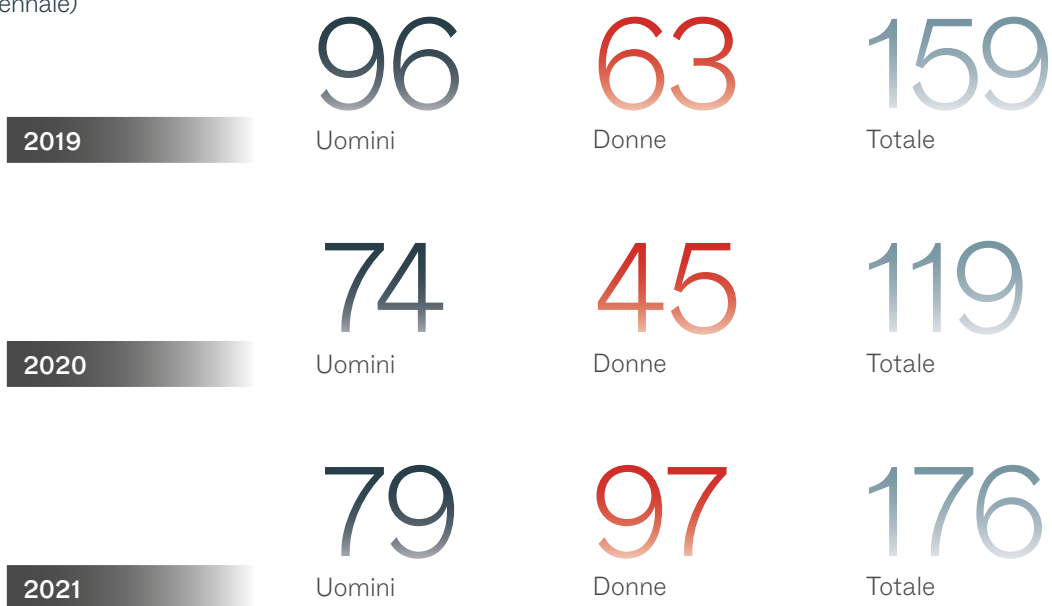 ennale)
96 63 159
2019 Uomini Donne Totale
74 45 119
2020 Uomini Donne Totale
79 97 176
2021 Uomini Donne Totale